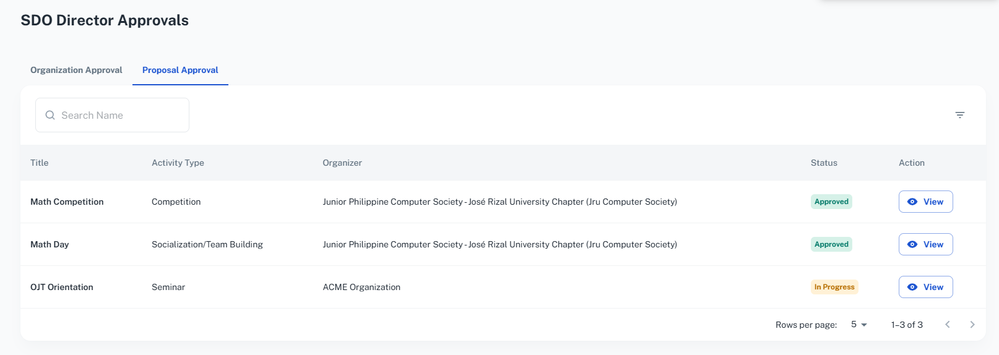 SDO Director Approvals
Organization Approval Proposal Approval
Search Name
Title Activity Type Organizer Status Action
Math Competition Competition Junior Philippine Computer Society - José Rizal University Chapter (Jru Computer Society) Approved View
Math Day Socialization/Team Building Junior Philippine Computer Society - José Rizal University Chapter (Jru Computer Society) Approved View
OJT Orientation Seminar ACME Organization In Progress View
Rows per page: 5 1–3 of 3